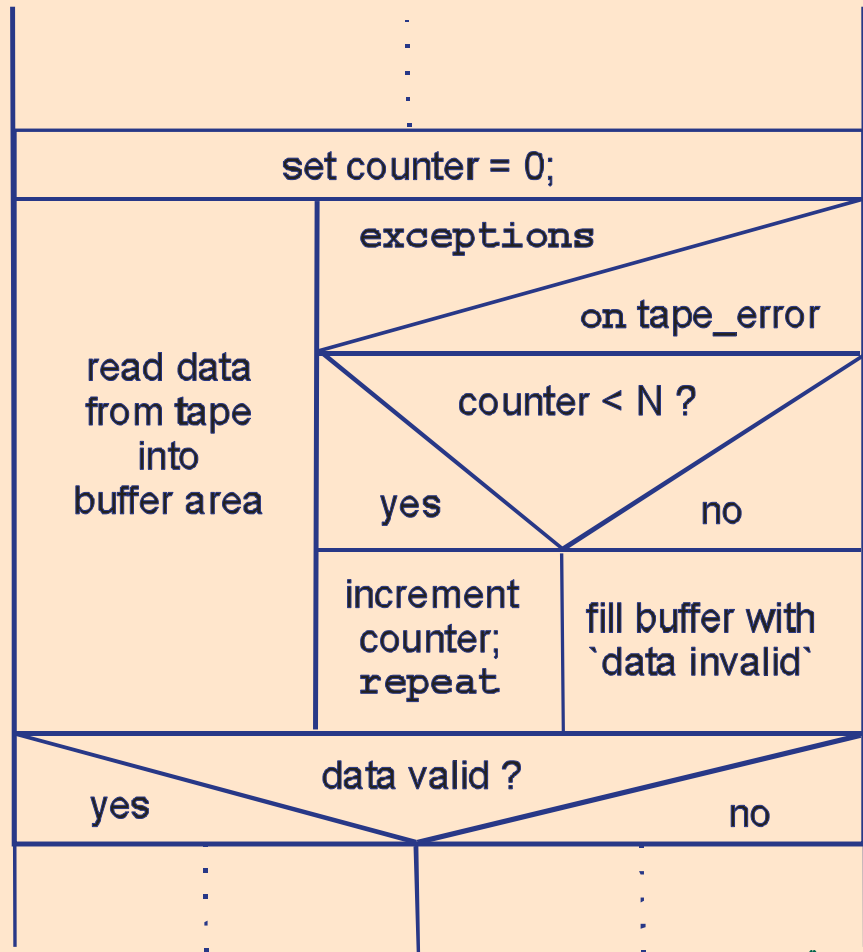 set counter = 0;
exceptions
on tape_error
read data
from tape
into
buffer area
counter < N ?
yes
no
increment
counter;
repeat
fill buffer with
`data invalid`
data valid ?
yes
no